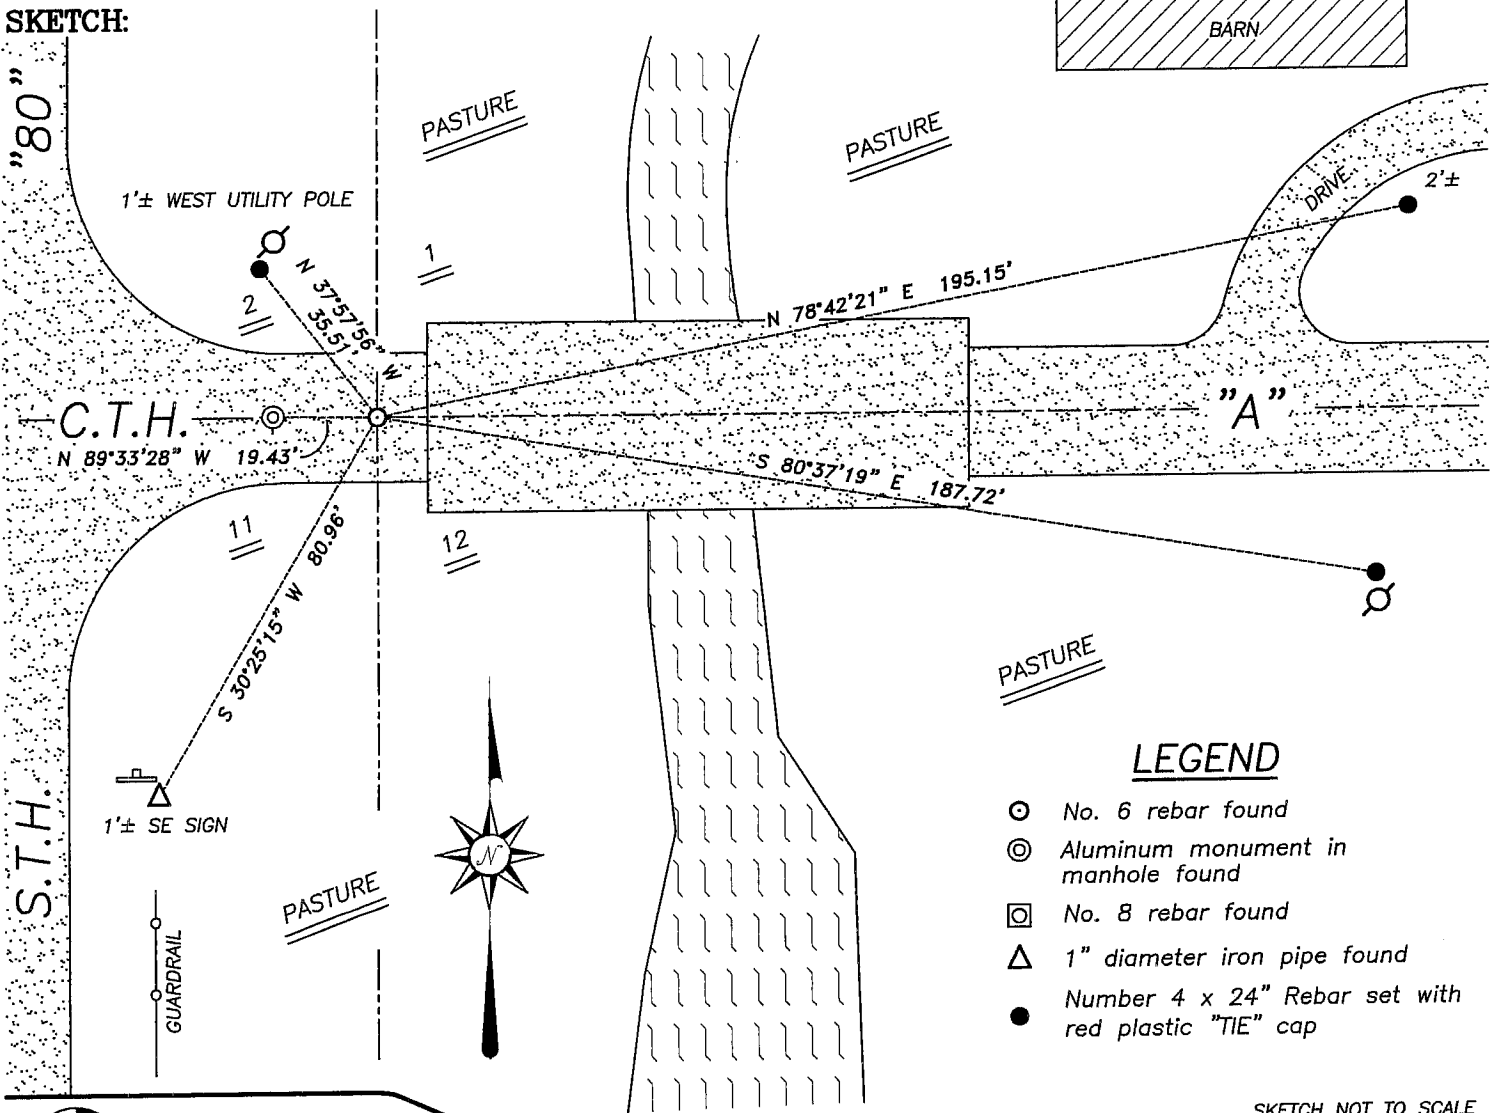 SKETCH:
BARN
"80"
PASTURE
PASTURE
1'± WEST UTILITY POLE
DRIVE
2'±
1
2
N 37°57'56" W
35.51'
N 78°42'21" E 195.15'
C.T.H.
"A"
N 89°33'28" W 19.43'
S 80°37'19" E 187.72'
11
12
S 30°25'15" W 80.96'
PASTURE
S.T.H.
1'± SE SIGN
PASTURE
GUARDRAIL
N
LEGEND
No. 6 rebar found
Aluminum monument in
manhole found
No. 8 rebar found
1" diameter iron pipe found
Number 4 x 24" Rebar set with
red plastic "TIE" cap
SKETCH NOT TO SCALE